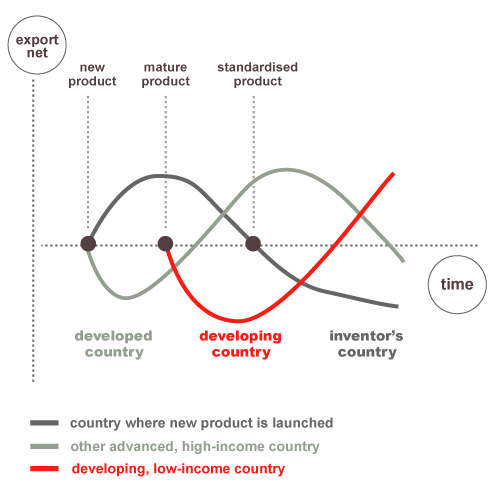 export
net
new
product
mature
product
standardised
product
time
developed
country
developing
country
inventor's
country
country where new product is launched
other advanced, high-income country
developing, low-income country